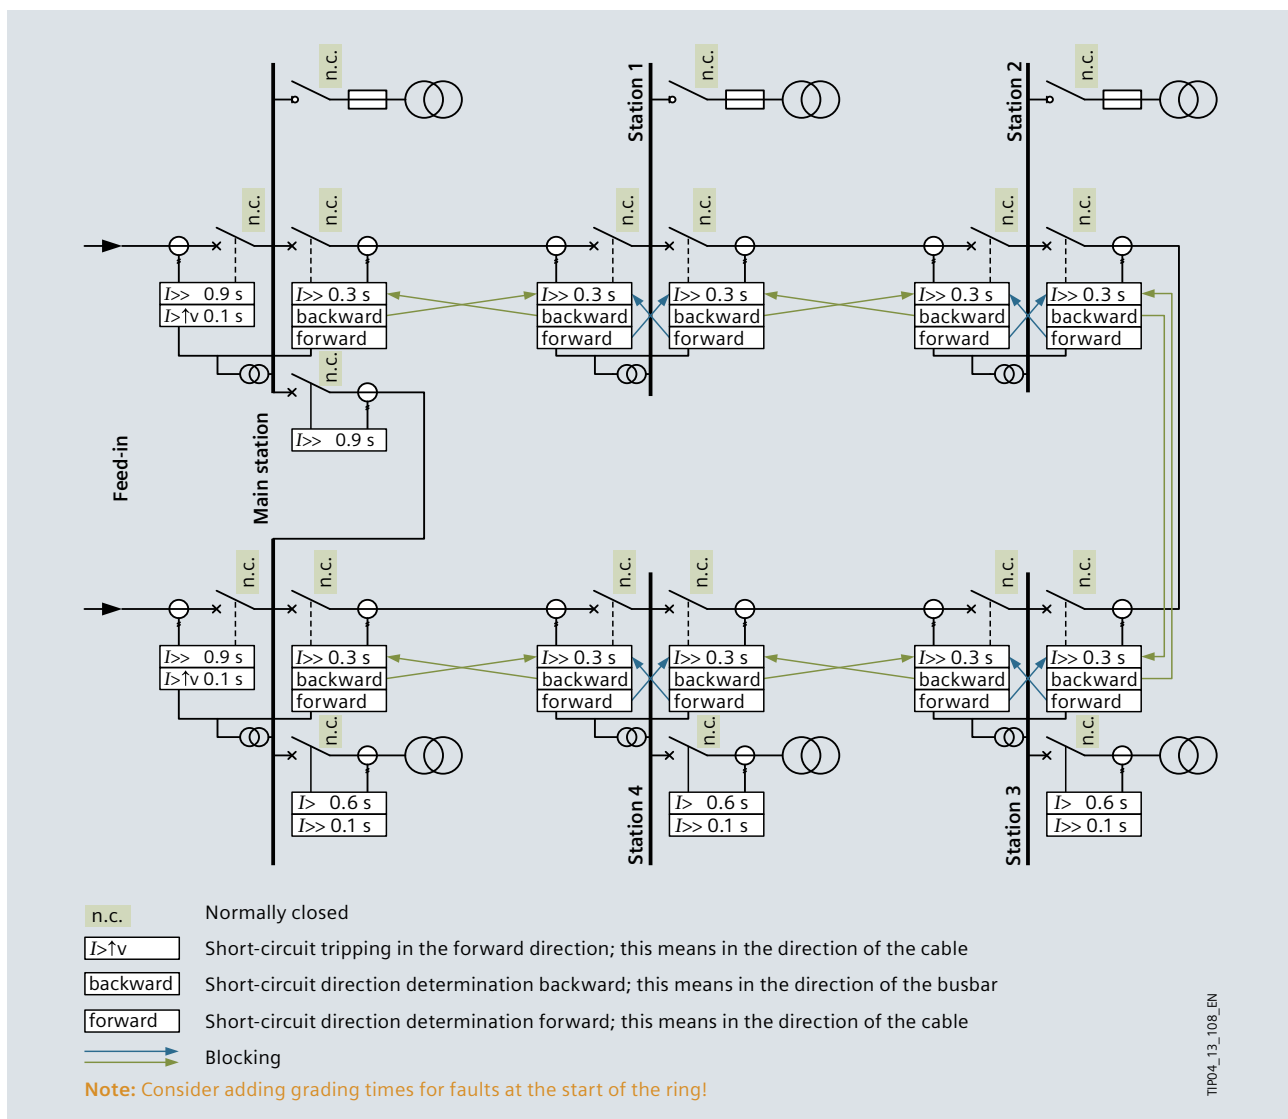 n.c.
n.c.
n.c.
Station 1
Station 2
n.c.
n.c.
n.c.
n.c.
n.c.
n.c.
I>> 0.9 s
I>↑v 0.1 s
I>> 0.3 s
backward
forward
I>> 0.3 s
backward
forward
I>> 0.3 s
backward
forward
I>> 0.3 s
backward
forward
I>> 0.3 s
backward
forward
n.c.
I>> 0.9 s
Feed-in
Main station
n.c.
n.c.
n.c.
n.c.
n.c.
n.c.
I>> 0.9 s
I>↑v 0.1 s
I>> 0.3 s
backward
forward
I>> 0.3 s
backward
forward
I>> 0.3 s
backward
forward
I>> 0.3 s
backward
forward
I>> 0.3 s
backward
forward
n.c.
n.c.
n.c.
I> 0.6 s
I>> 0.1 s
Station 4
I> 0.6 s
I>> 0.1 s
Station 3
I> 0.6 s
I>> 0.1 s
n.c. Normally closed
I>↑v Short-circuit tripping in the forward direction; this means in the direction of the cable
backward Short-circuit direction determination backward; this means in the direction of the busbar
forward Short-circuit direction determination forward; this means in the direction of the cable
Blocking
Note: Consider adding grading times for faults at the start of the ring!
TIP04_13_108_EN